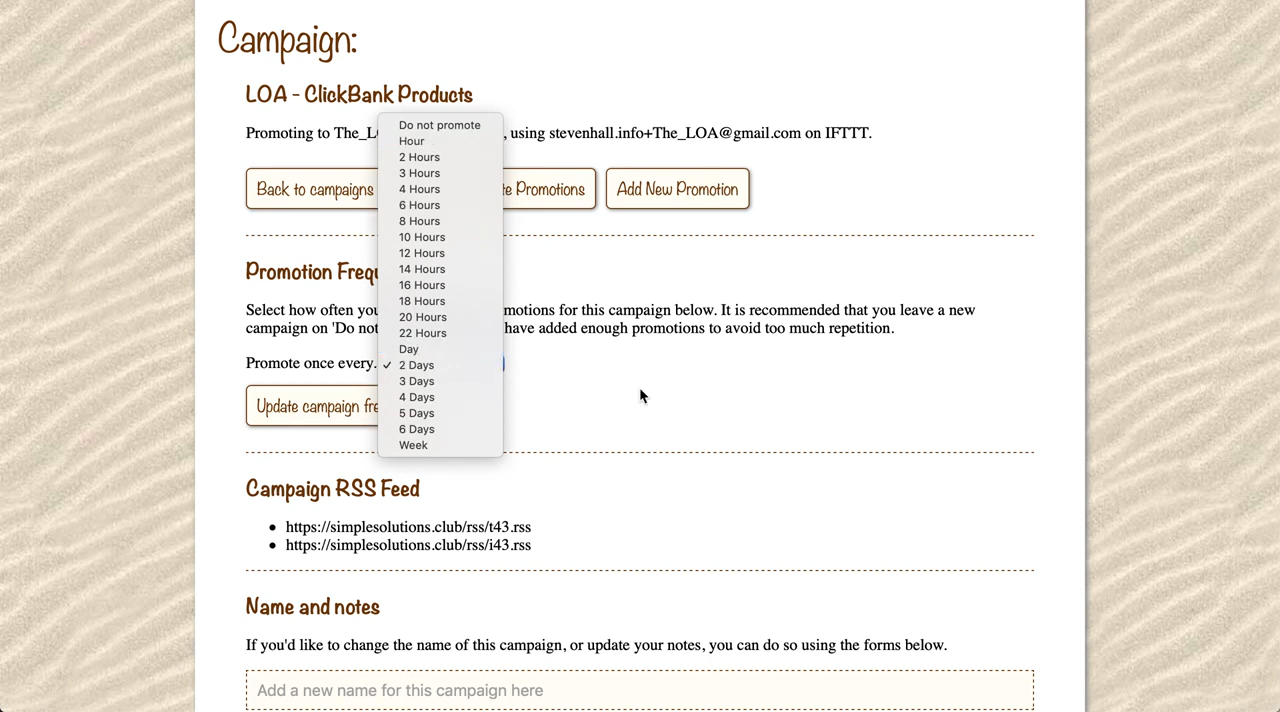 Campaign:
LOA - ClickBank Products
Promoting to The_L , using stevenhall.info+The_LOA@gmail.com on IFTTT.
Back to campaigns te Promotions Add New Promotion
Do not promote
Hour
2 Hours
3 Hours
4 Hours
6 Hours
8 Hours
10 Hours
12 Hours
14 Hours
16 Hours
18 Hours
20 Hours
22 Hours
Day
✓ 2 Days
3 Days
4 Days
5 Days
6 Days
Week
Promotion Frequ
Select how often you motions for this campaign below. It is recommended that you leave a new
campaign on 'Do not have added enough promotions to avoid too much repetition.
Promote once every.
Update campaign fre
Campaign RSS Feed
• https://simplesolutions.club/rss/t43.rss
• https://simplesolutions.club/rss/i43.rss
Name and notes
If you'd like to change the name of this campaign, or update your notes, you can do so using the forms below.
Add a new name for this campaign here